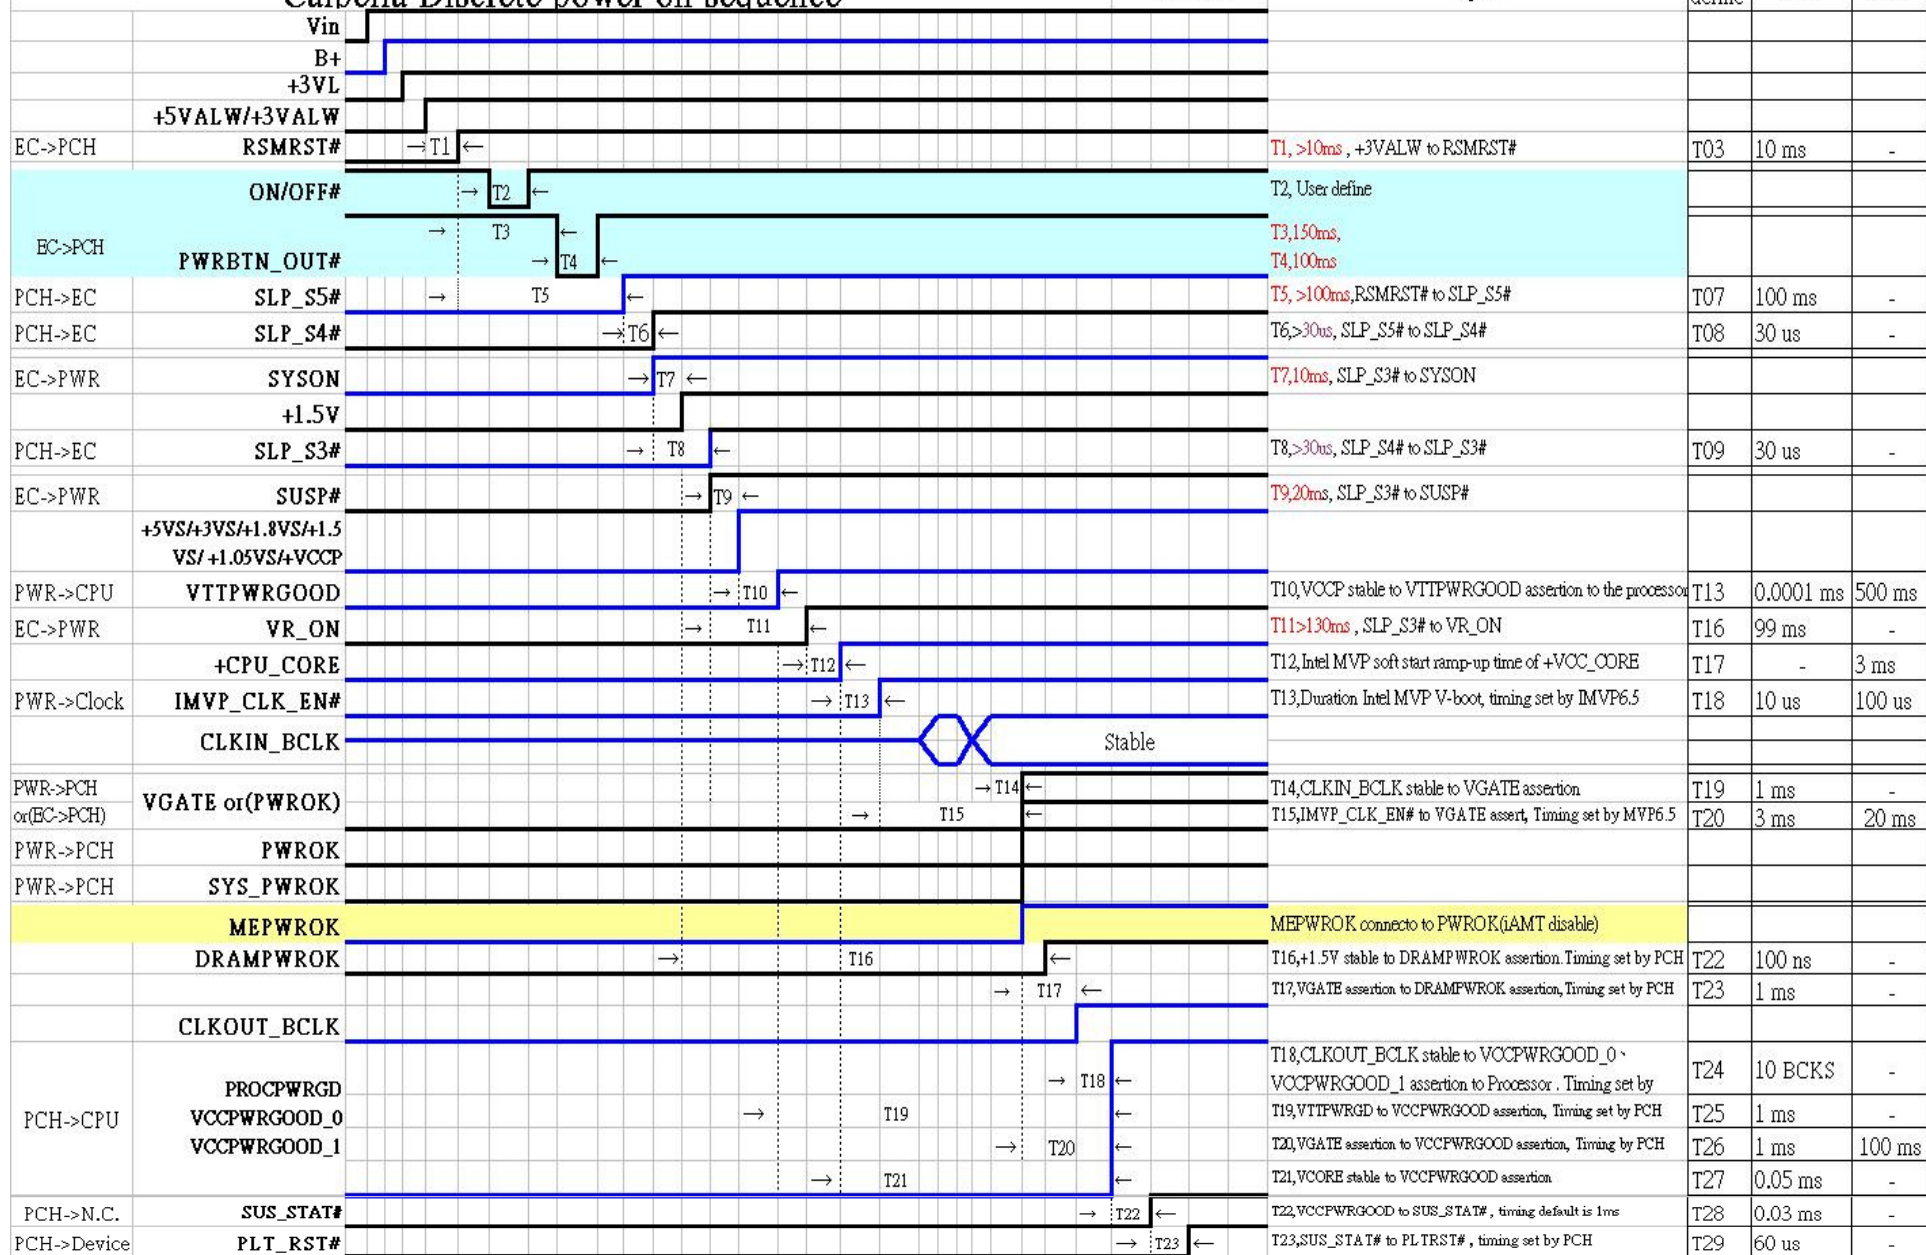 Vin
B+
+3VL
+5VALW/+3VALW
EC->PCH RSMRST# T1 T1, >10ms , +3VALW to RSMRST# T03 10 ms -
ON/OFF# T2 T2, User define
EC->PCH T3 T3,150ms,
PWRBTN_OUT# T4 T4,100ms
PCH->EC SLP_S5# T5 T5, >100ms,RSMRST# to SLP_S5# T07 100 ms -
PCH->EC SLP_S4# T6 T6,>30us, SLP_S5# to SLP_S4# T08 30 us -
EC->PWR SYSON T7 T7,10ms, SLP_S3# to SYSON
+1.5V
PCH->EC SLP_S3# T8 T8,>30us, SLP_S4# to SLP_S3# T09 30 us -
EC->PWR SUSP# T9 T9,20ms, SLP_S3# to SUSP#
+5VS/+3VS/+1.8VS/+1.5
VS/ +1.05VS/+VCCP
PWR->CPU VTTPWRGOOD T10 T10,VCCP stable to VTTPWRGOOD assertion to the processor T13 0.0001 ms 500 ms
EC->PWR VR_ON T11 T11>130ms , SLP_S3# to VR_ON T16 99 ms -
+CPU_CORE T12 T12,Intel MVP soft start ramp-up time of +VCC_CORE T17 - 3 ms
PWR->Clock IMVP_CLK_EN# T13 T13,Duration Intel MVP V-boot, timing set by IMVP6.5 T18 10 us 100 us
CLKIN_BCLK Stable
PWR->PCH T14 T14,CLKIN_BCLK stable to VGATE assertion T19 1 ms -
VGATE or(PWROK)
or(EC->PCH) T15 T15,IMVP_CLK_EN# to VGATE assert, Timing set by MVP6.5 T20 3 ms 20 ms
PWR->PCH PWROK
PWR->PCH SYS_PWROK
MEPWROK MEPWROK connecto to PWROK(iAMT disable)
DRAMPWROK T16 T16,+1.5V stable to DRAMPWROK assertion.Timing set by PCH T22 100 ns -
T17 T17,VGATE assertion to DRAMPWROK assertion,Timing set by PCH T23 1 ms -
CLKOUT_BCLK
T18,CLKOUT_BCLK stable to VCCPWRGOOD_0、
T18 VCCPWRGOOD_1 assertion to Processor . Timing set by T24 10 BCKS -
PROCPWRGD
PCH->CPU VCCPWRGOOD_0 T19 T19,VTTPWRGD to VCCPWRGOOD assertion, Timing set by PCH T25 1 ms -
VCCPWRGOOD_1 T20 T20,VGATE assertion to VCCPWRGOOD assertion, Timing by PCH T26 1 ms 100 ms
T21 T21,VCORE stable to VCCPWRGOOD assertion T27 0.05 ms -
PCH->N.C. SUS_STAT# T22 T22,VCCPWRGOOD to SUS_STAT# , timing default is 1ms T28 0.03 ms -
PCH->Device PLT_RST# T23 T23,SUS_STAT# to PLTRST# , timing set by PCH T29 60 us -